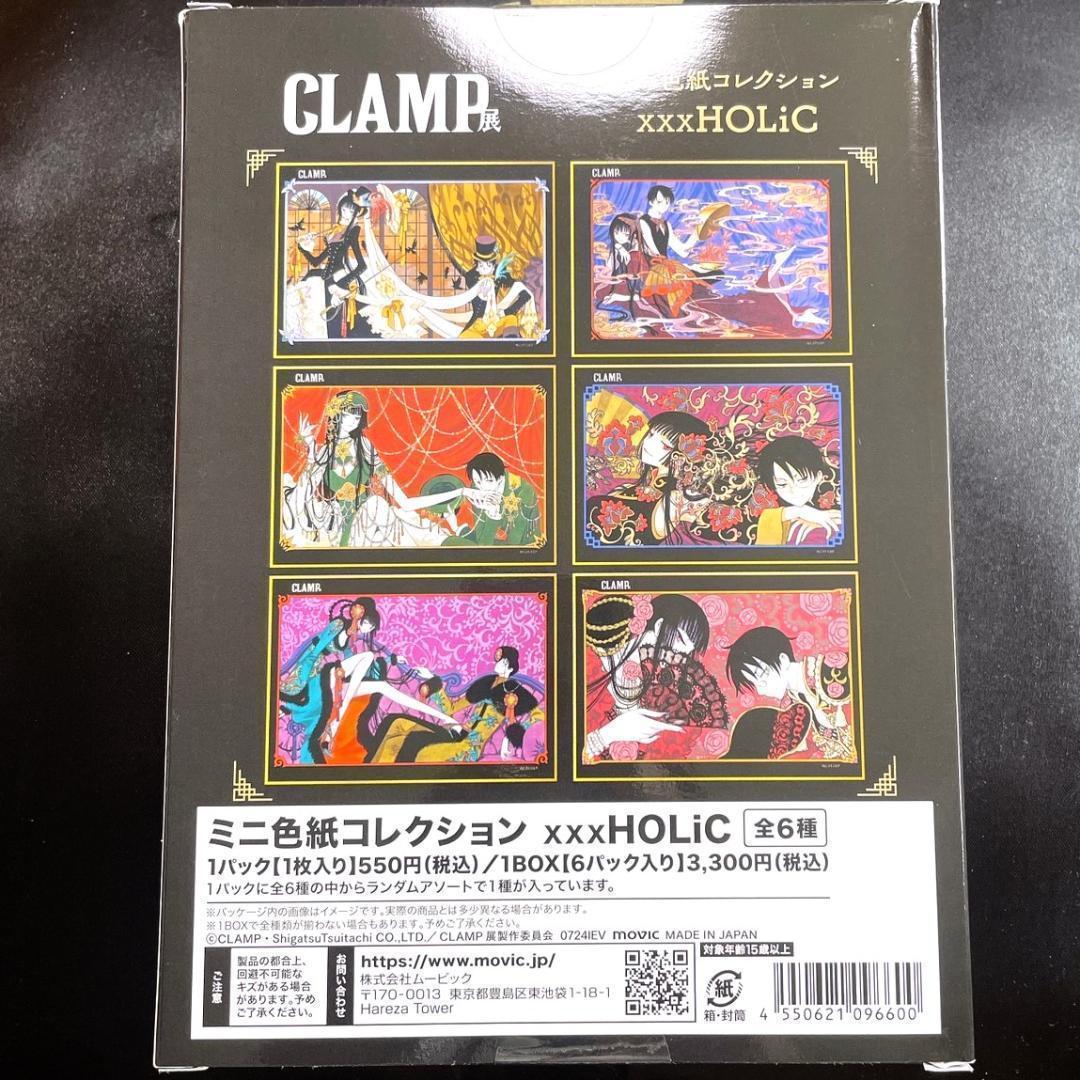 CLAMP展
色紙コレクション
xxxHOLiC
CLAMP
CLAMP
CLAMP
CLAMP
CLAMP
CLAMP
ミニ色紙コレクション xxxHOLiC 全6種
1パック【1枚入り】550円(税込)/1BOX【6パック入り】3,300円(税込)
1パックに全6種の中からランダムアソートで1種が入っています。
※パッケージ内の画像はイメージです。実際の商品とは多少異なる場合があります。
※1BOXで全種類が揃わない場合もあります。予めご了承ください。
©CLAMP・ShigatsuTsuitachi CO.,LTD./ CLAMP展製作委員会 0724IEV movic MADE IN JAPAN
ご注意
製品の都合上、
回避不可能な
キズがある場合
があります。予め
ご了承ください。
お問い合わせ
https://www.movic.jp/
株式会社ムービック
〒170-0013 東京都豊島区東池袋1-18-1
Hareza Tower
対象年齢15歳以上
紙
箱・封筒
4 550621 096600